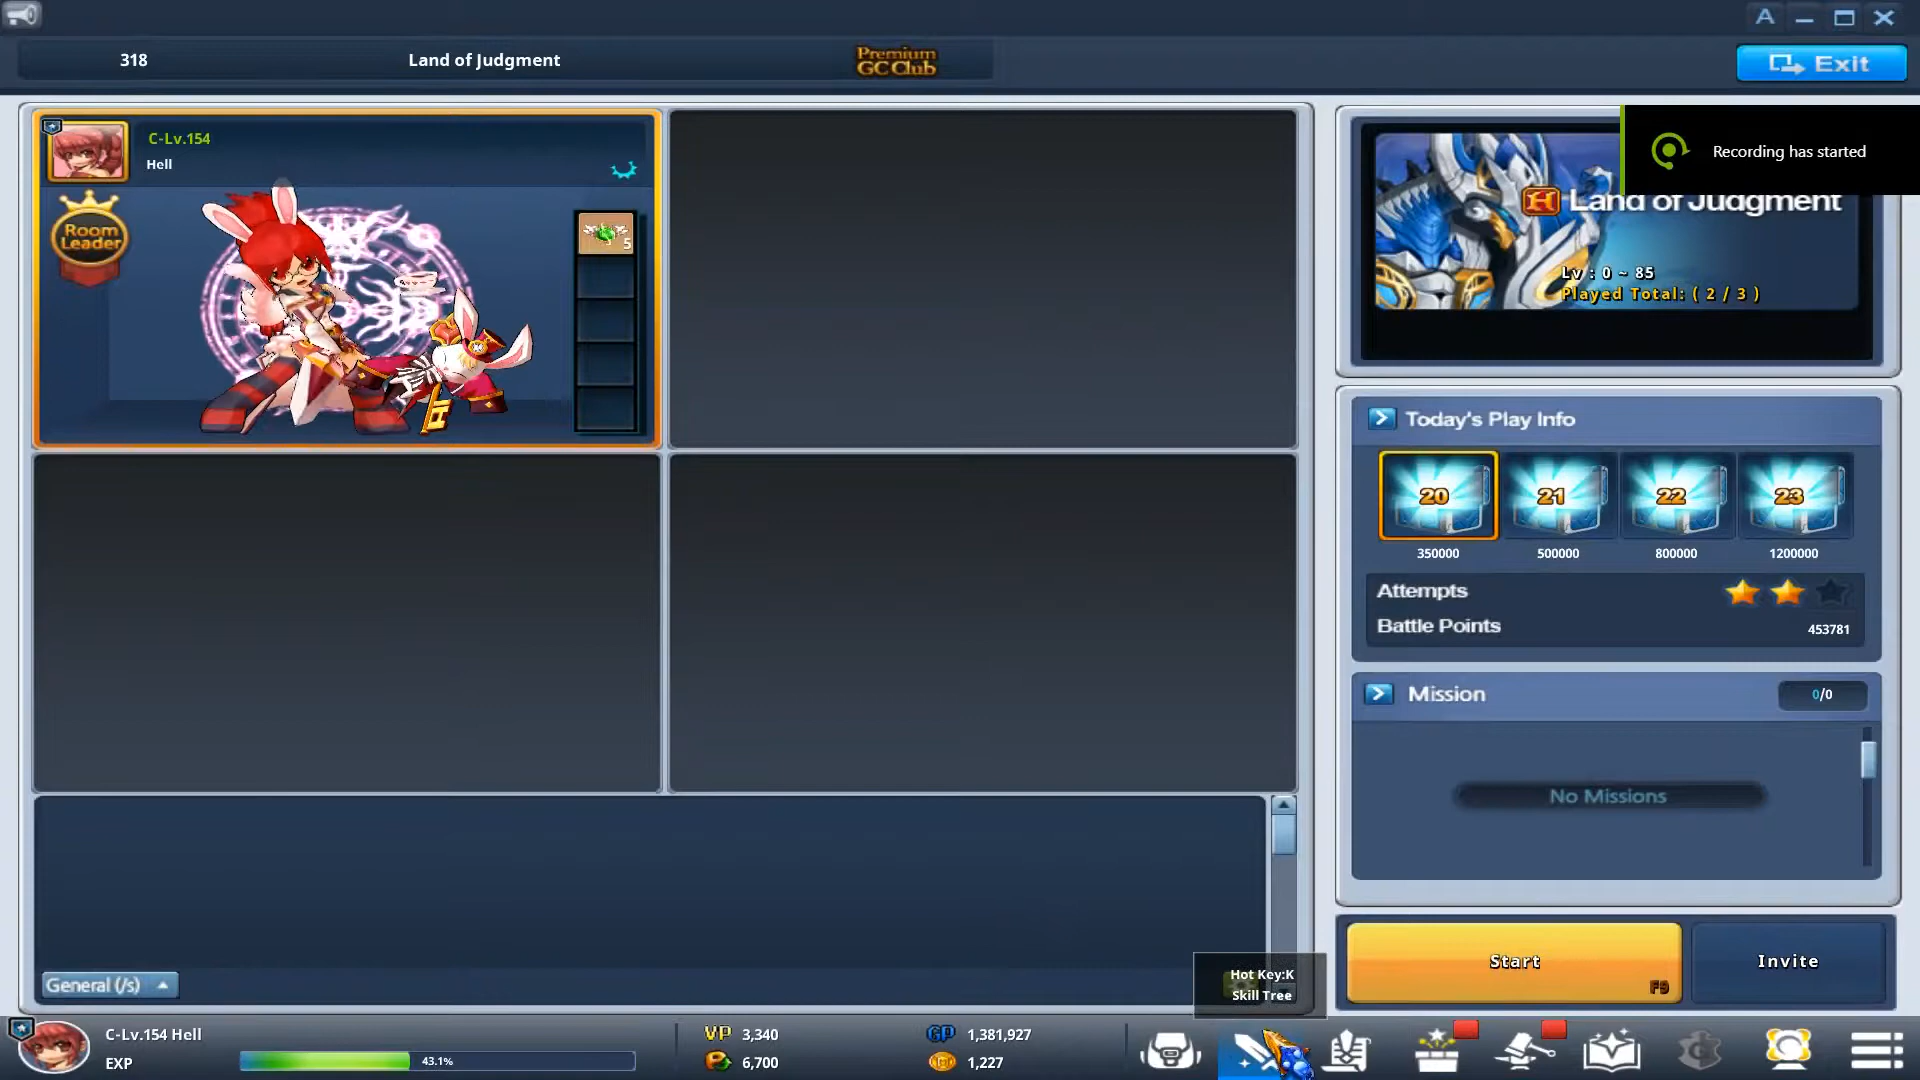 A
318
Land of Judgment
Premium
GC Club
Exit
C-Lv.154
Hell
Room
Leader
5
Recording has started
H Land of Judgment
Lv : 0 ~ 85
Played Total: ( 2 / 3 )
Today's Play Info
20 21 22 23
350000 500000 800000 1200000
Attempts
Battle Points 453781
Mission 0/0
No Missions
General (/s)
Hot Key:K
Skill Tree
Start
F5
Invite
C-Lv.154 Hell
EXP 43.1%
VP 3,340
GP 1,381,927
6,700
1,227